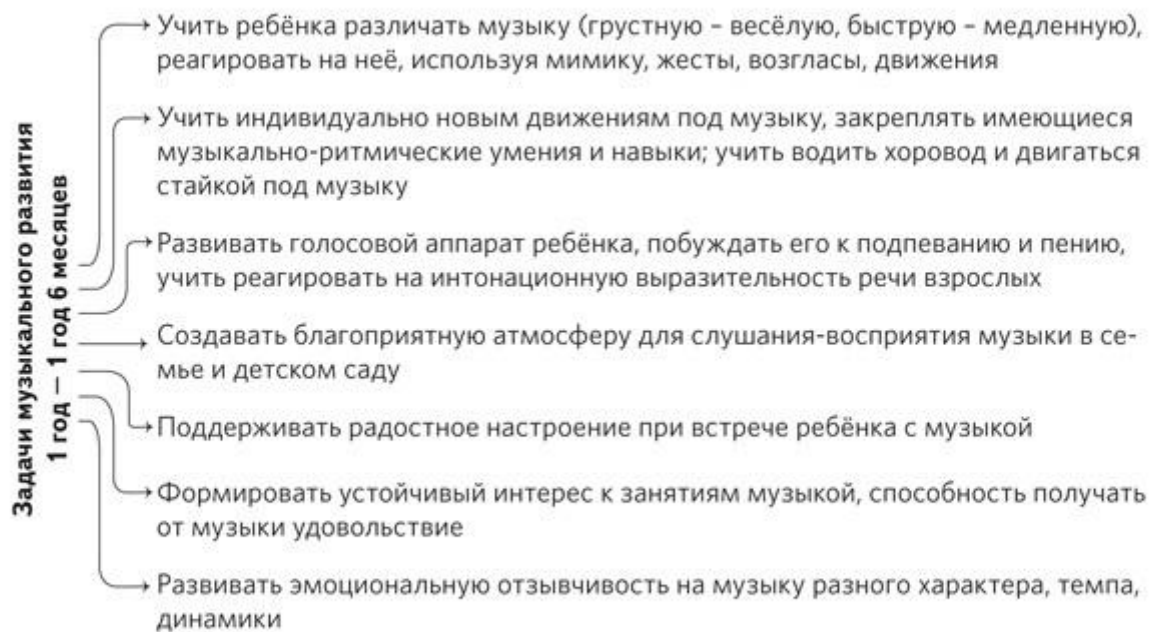 Задачи музыкального развития
1 год — 1 год 6 месяцев
Учить ребёнка различать музыку (грустную – весёлую, быструю – медленную),
реагировать на неё, используя мимику, жесты, возгласы, движения
Учить индивидуально новым движениям под музыку, закреплять имеющиеся
музыкально-ритмические умения и навыки; учить водить хоровод и двигаться
стайкой под музыку
Развивать голосовой аппарат ребёнка, побуждать его к подпеванию и пению,
учить реагировать на интонационную выразительность речи взрослых
Создавать благоприятную атмосферу для слушания-восприятия музыки в се-
мье и детском саду
Поддерживать радостное настроение при встрече ребёнка с музыкой
Формировать устойчивый интерес к занятиям музыкой, способность получать
от музыки удовольствие
Развивать эмоциональную отзывчивость на музыку разного характера, темпа,
динамики